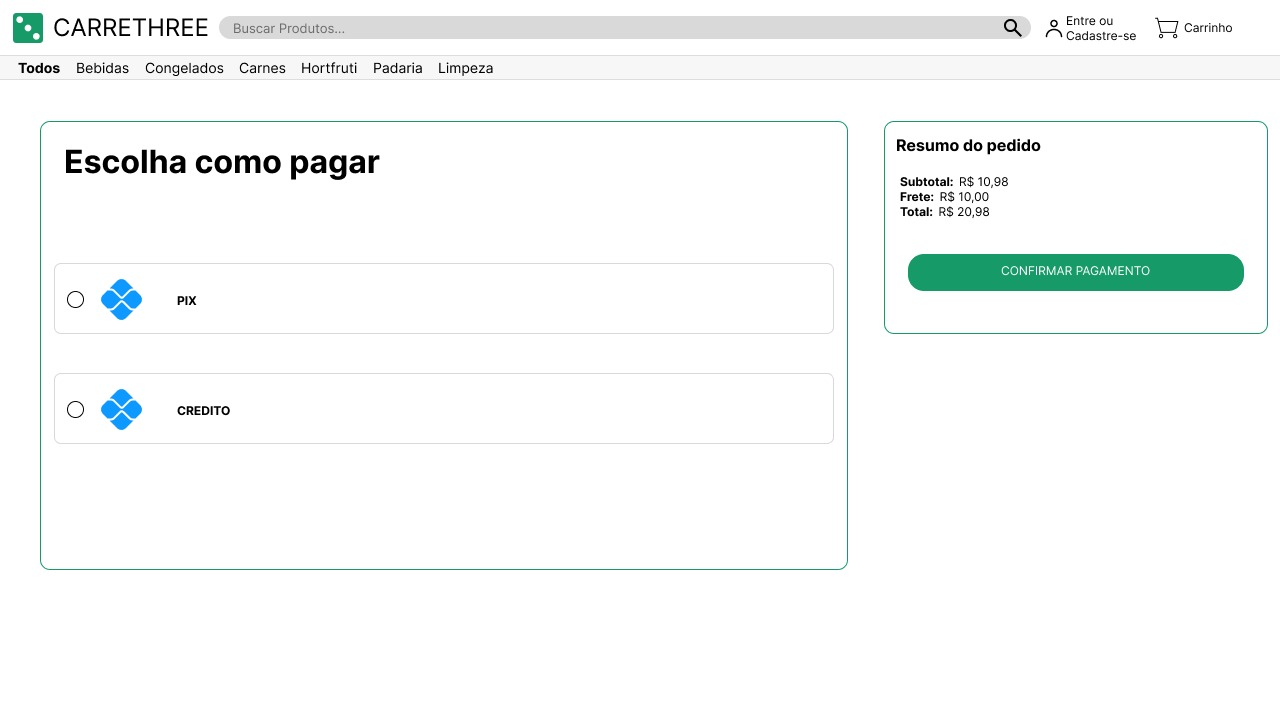 CARRETHREE
Buscar Produtos...
Entre ou
Cadastre-se
Carrinho
Todos Bebidas Congelados Carnes Hortfruti Padaria Limpeza
Escolha como pagar
PIX
CREDITO
Resumo do pedido
Subtotal: R$ 10,98
Frete: R$ 10,00
Total: R$ 20,98
CONFIRMAR PAGAMENTO